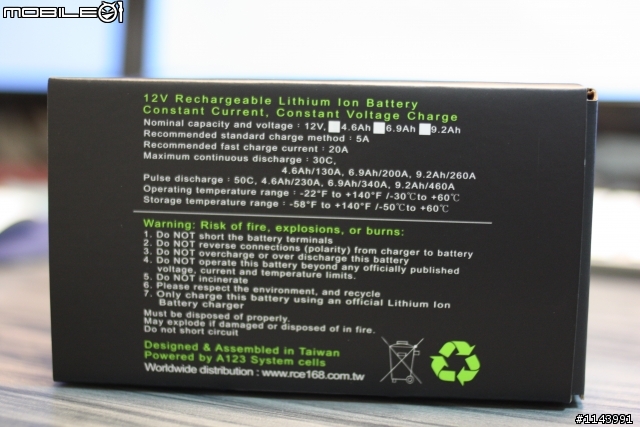 MOBILE01
12V Rechargeable Lithium Ion Battery
Constant Current, Constant Voltage Charge
Nominal capacity and voltage : 12V, 4.6Ah 6.9Ah 9.2Ah
Recommended standard charge method : 5A
Recommended fast charge current : 20A
Maximum continuous discharge : 30C,
4.6Ah/130A, 6.9Ah/200A, 9.2Ah/260A
Pulse discharge : 50C, 4.6Ay/230A, 6.9Ah/340A, 9.2Ah/460A
Operating temperature range : -22°F to +140°F /-30°C to +60°C
Storage temperature range : -58°F to +140°F /-50°C to +60°C
Warning: Risk of fire, explosions, or burns:
1. Do NOT short the battery terminals
2. Do NOT reverse connections (polarity) from charger to battery
3. Do NOT overcharge or over discharge this battery
4. Do NOT operate this battery beyond any officially published
voltage, current and temperature limits.
5. Do NOT incinerate
6. Please respect the environment, and recycle
7. Only charge this battery using an official Lithium Ion
Battery charger
Must be disposed of properly.
May explode if damaged or disposed of in fire.
Do not short circuit
Designed & Assembled in Taiwan
Powered by A123 System cells
Worldwide distribution : www.rce168.com.tw
#1143991